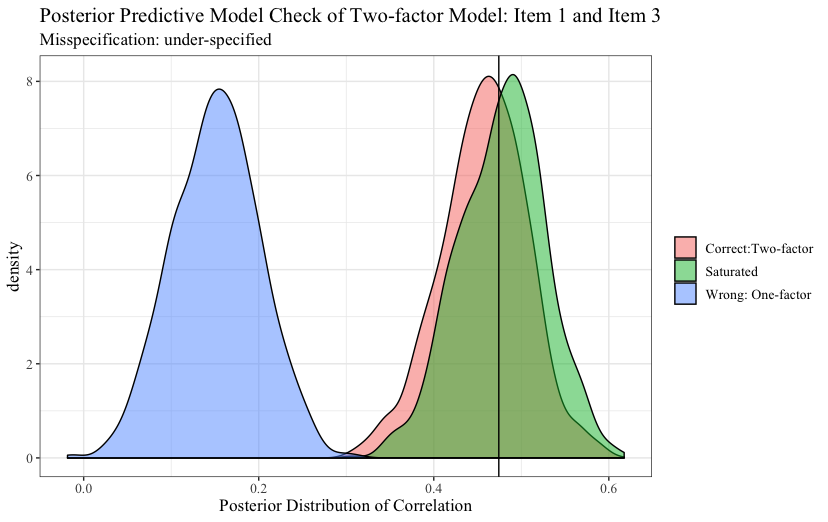 Posterior Predictive Model Check of Two-factor Model: Item 1 and Item 3
Misspecification: under-specified
8
6
4
2
0
density
0.0
0.2
0.4
0.6
Posterior Distribution of Correlation
Correct:Two-factor
Saturated
Wrong: One-factor